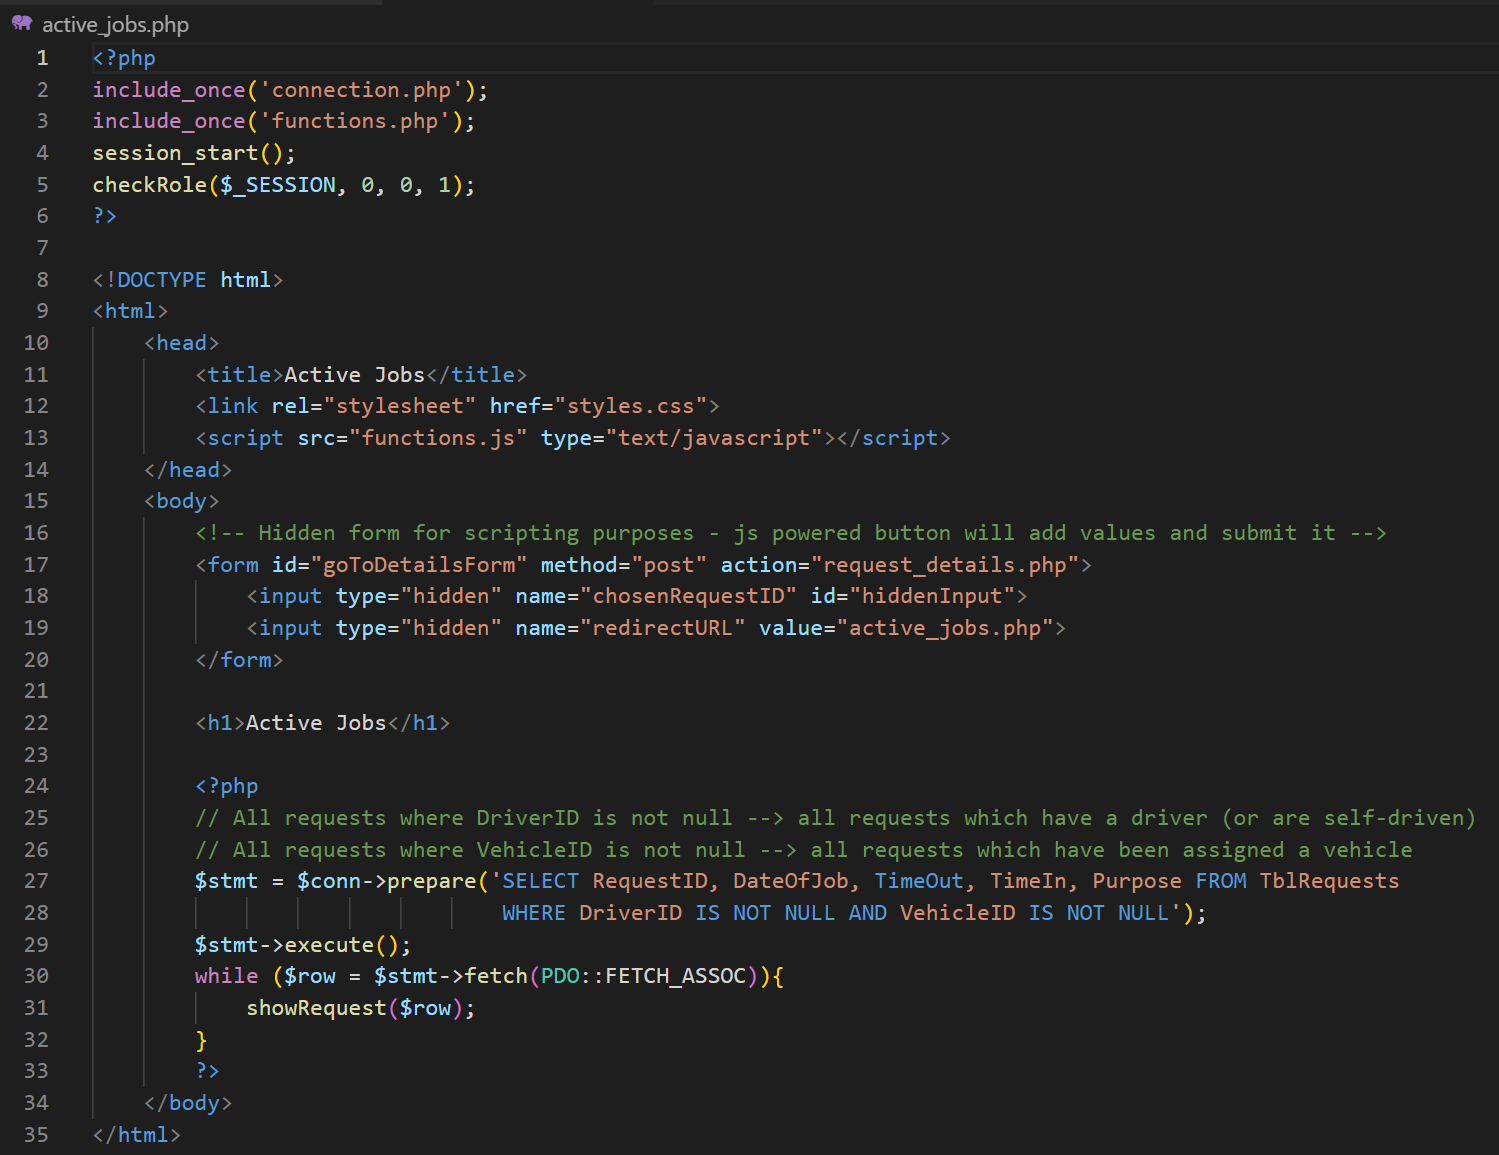 active_jobs.php
1 <?php
2 include_once('connection.php');
3 include_once('functions.php');
4 session_start();
5 checkRole($_SESSION, 0, 0, 1);
6 ?>
7
8 <!DOCTYPE html>
9 <html>
10     <head>
11         <title>Active Jobs</title>
12         <link rel="stylesheet" href="styles.css">
13         <script src="functions.js" type="text/javascript"></script>
14     </head>
15     <body>
16         <!-- Hidden form for scripting purposes - js powered button will add values and submit it -->
17         <form id="goToDetailsForm" method="post" action="request_details.php">
18             <input type="hidden" name="chosenRequestID" id="hiddenInput">
19             <input type="hidden" name="redirectURL" value="active_jobs.php">
20         </form>
21
22         <h1>Active Jobs</h1>
23
24         <?php
25         // All requests where DriverID is not null --> all requests which have a driver (or are self-driven)
26         // All requests where VehicleID is not null --> all requests which have been assigned a vehicle
27         $stmt = $conn->prepare('SELECT RequestID, DateOfJob, TimeOut, TimeIn, Purpose FROM TblRequests
28                                 WHERE DriverID IS NOT NULL AND VehicleID IS NOT NULL');
29         $stmt->execute();
30         while ($row = $stmt->fetch(PDO::FETCH_ASSOC)){
31             showRequest($row);
32         }
33         ?>
34     </body>
35 </html>